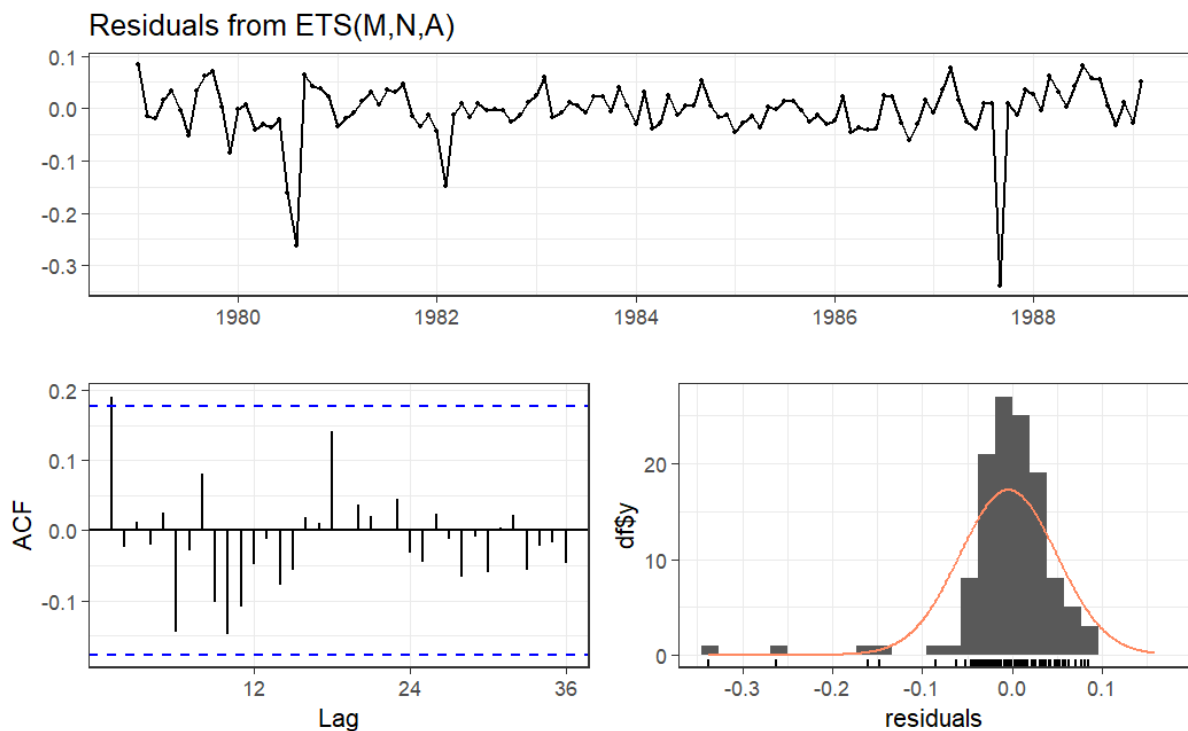 Residuals from ETS(M,N,A)
0.1
0.0
-0.1
-0.2
-0.3
1980 1982 1984 1986 1988
0.2
0.1
0.0
-0.1
ACF
12 24 36
Lag
20
10
0
df$y
-0.3 -0.2 -0.1 0.0 0.1
residuals